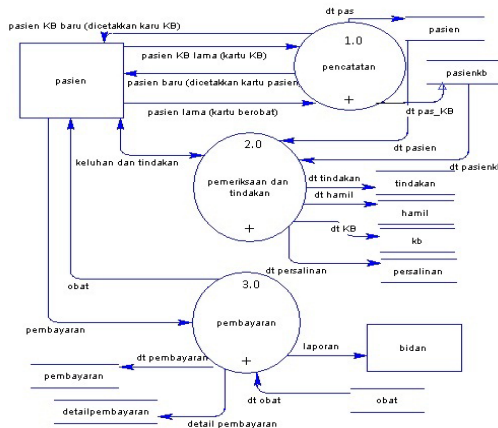 pasien KB baru (dicetakkan karu KB)
dt pas
1.0
pasien
pasien KB lama (kartu KB)
pasien
pencatatan
pasienkb
pasien baru (dicetakkan kartu pasien
+
dt pas_KB
pasien lama (kartu berobat)
2.0
dt pasien
keluhan dan tindakan
dt pasienkb
pemeriksaan dan
tindakan
dt tindakan
tindakan
dt hamil
hamil
+
dt KB
kb
dt persalinan
persalinan
obat
3.0
pembayaran
pembayaran
laporan
bidan
dt pembayaran
+
pembayaran
dt obat
obat
detailpembayaran
detail pembayaran